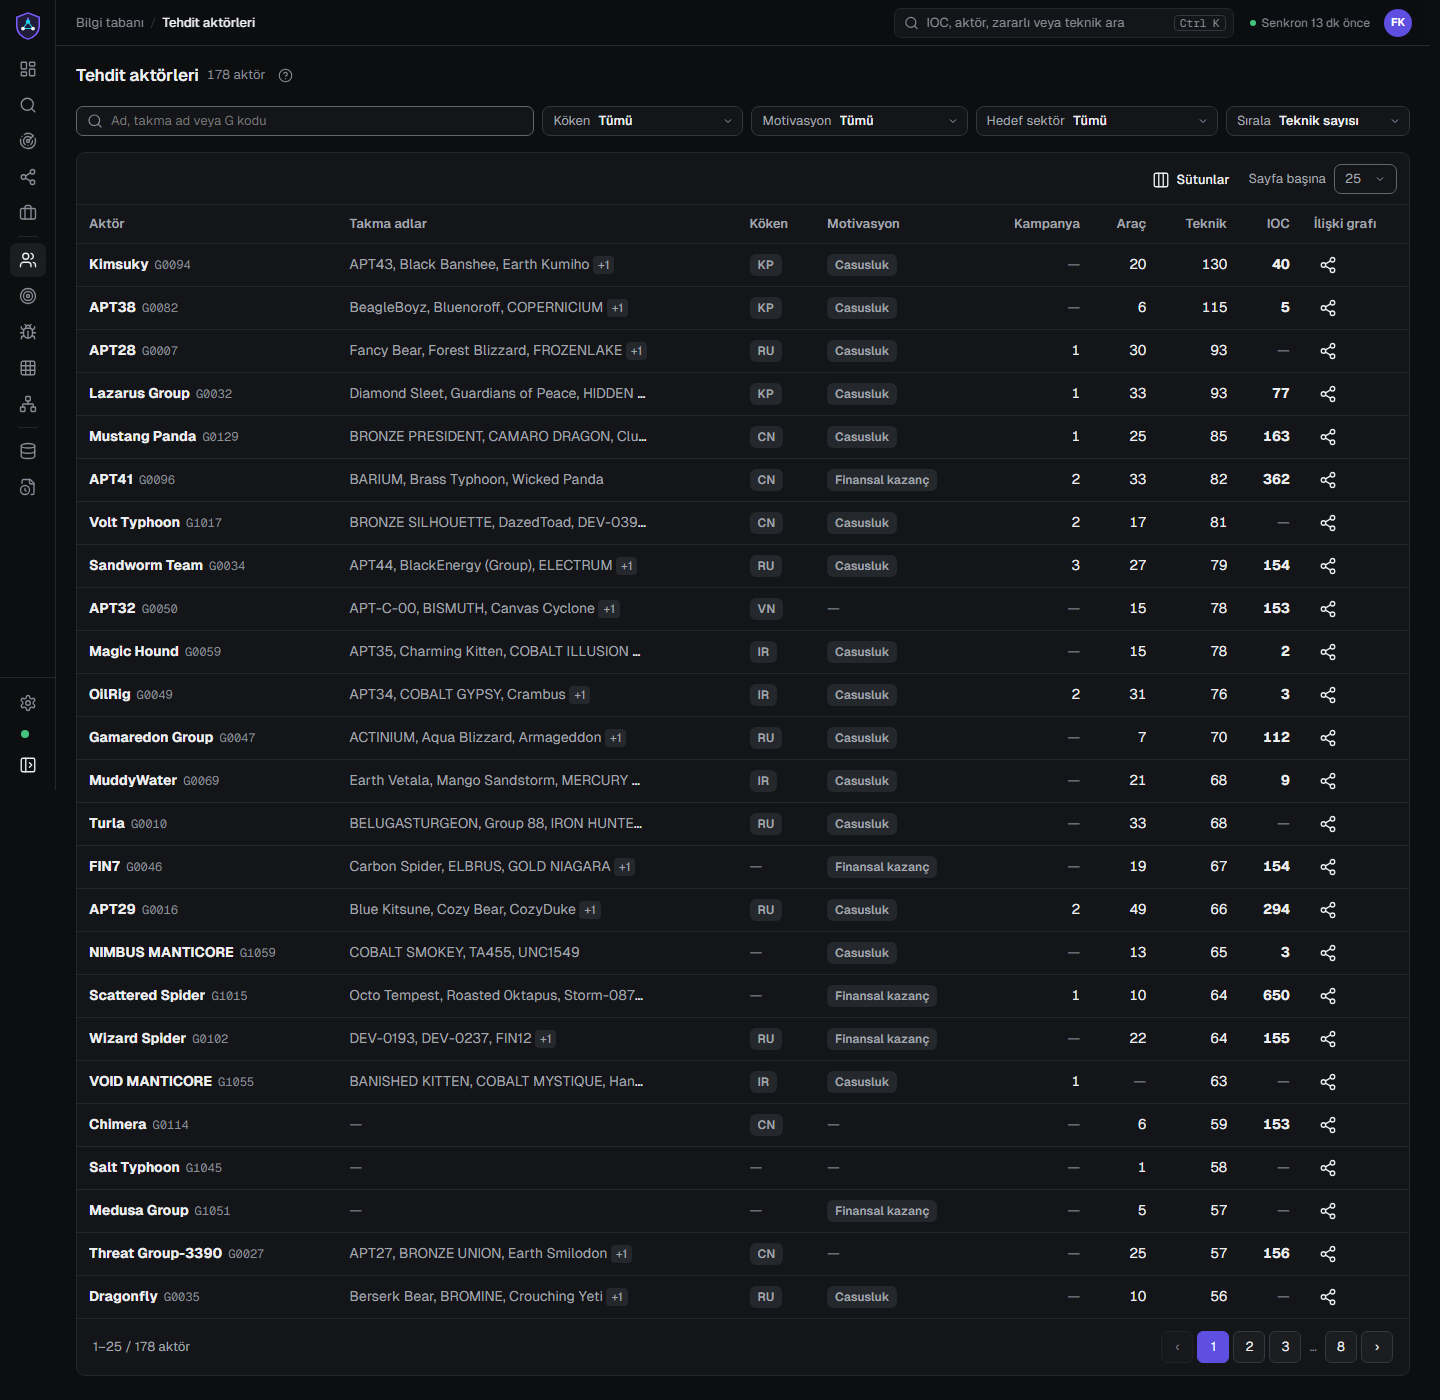 Bilgi tabanı / Tehdit aktörleri
IOC, aktör, zararlı veya teknik ara Ctrl K
Senkron 13 dk önce
FK
Tehdit aktörleri 178 aktör
Ad, takma ad veya G kodu
Köken Tümü
Motivasyon Tümü
Hedef sektör Tümü
Sırala Teknik sayısı
Sütunlar Sayfa başına 25
Aktör Takma adlar Köken Motivasyon Kampanya Araç Teknik IOC İlişki grafı
Kimsuky G0094 APT43, Black Banshee, Earth Kumiho +1 KP Casusluk — 20 130 40
APT38 G0082 BeagleBoyz, Bluenoroff, COPERNICIUM +1 KP Casusluk — 6 115 5
APT28 G0007 Fancy Bear, Forest Blizzard, FROZENLAKE +1 RU Casusluk 1 30 93 —
Lazarus Group G0032 Diamond Sleet, Guardians of Peace, HIDDEN … KP Casusluk 1 33 93 77
Mustang Panda G0129 BRONZE PRESIDENT, CAMARO DRAGON, Clu… CN Casusluk 1 25 85 163
APT41 G0096 BARIUM, Brass Typhoon, Wicked Panda CN Finansal kazanç 2 33 82 362
Volt Typhoon G1017 BRONZE SILHOUETTE, DazedToad, DEV-039… CN Casusluk 2 17 81 —
Sandworm Team G0034 APT44, BlackEnergy (Group), ELECTRUM +1 RU Casusluk 3 27 79 154
APT32 G0050 APT-C-00, BISMUTH, Canvas Cyclone +1 VN — — 15 78 153
Magic Hound G0059 APT35, Charming Kitten, COBALT ILLUSION … IR Casusluk — 15 78 2
OilRig G0049 APT34, COBALT GYPSY, Crambus +1 IR Casusluk 2 31 76 3
Gamaredon Group G0047 ACTINIUM, Aqua Blizzard, Armageddon +1 RU Casusluk — 7 70 112
MuddyWater G0069 Earth Vetala, Mango Sandstorm, MERCURY … IR Casusluk — 21 68 9
Turla G0010 BELUGASTURGEON, Group 88, IRON HUNTE… RU Casusluk — 33 68 —
FIN7 G0046 Carbon Spider, ELBRUS, GOLD NIAGARA +1 — Finansal kazanç — 19 67 154
APT29 G0016 Blue Kitsune, Cozy Bear, CozyDuke +1 RU Casusluk 2 49 66 294
NIMBUS MANTICORE G1059 COBALT SMOKEY, TA455, UNC1549 — Casusluk — 13 65 3
Scattered Spider G1015 Octo Tempest, Roasted 0ktapus, Storm-087… — Finansal kazanç 1 10 64 650
Wizard Spider G0102 DEV-0193, DEV-0237, FIN12 +1 RU Finansal kazanç — 22 64 155
VOID MANTICORE G1055 BANISHED KITTEN, COBALT MYSTIQUE, Han… IR Casusluk 1 — 63 —
Chimera G0114 — CN — — 6 59 153
Salt Typhoon G1045 — — — — 1 58 —
Medusa Group G1051 — — Finansal kazanç — 5 57 —
Threat Group-3390 G0027 APT27, BRONZE UNION, Earth Smilodon +1 CN — — 25 57 156
Dragonfly G0035 Berserk Bear, BROMINE, Crouching Yeti +1 RU Casusluk — 10 56 —
1–25 / 178 aktör ‹ 1 2 3 … 8 ›